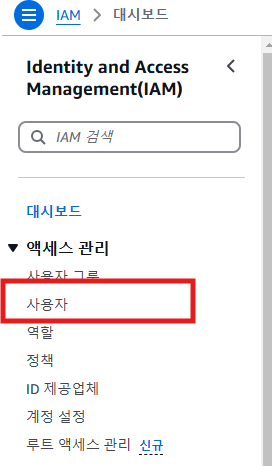 IAM > 대시보드
Identity and Access
Management(IAM)
IAM 검색
대시보드
액세스 관리
사용자 그룹
사용자
역할
정책
ID 제공업체
계정 설정
루트 액세스 관리 신규